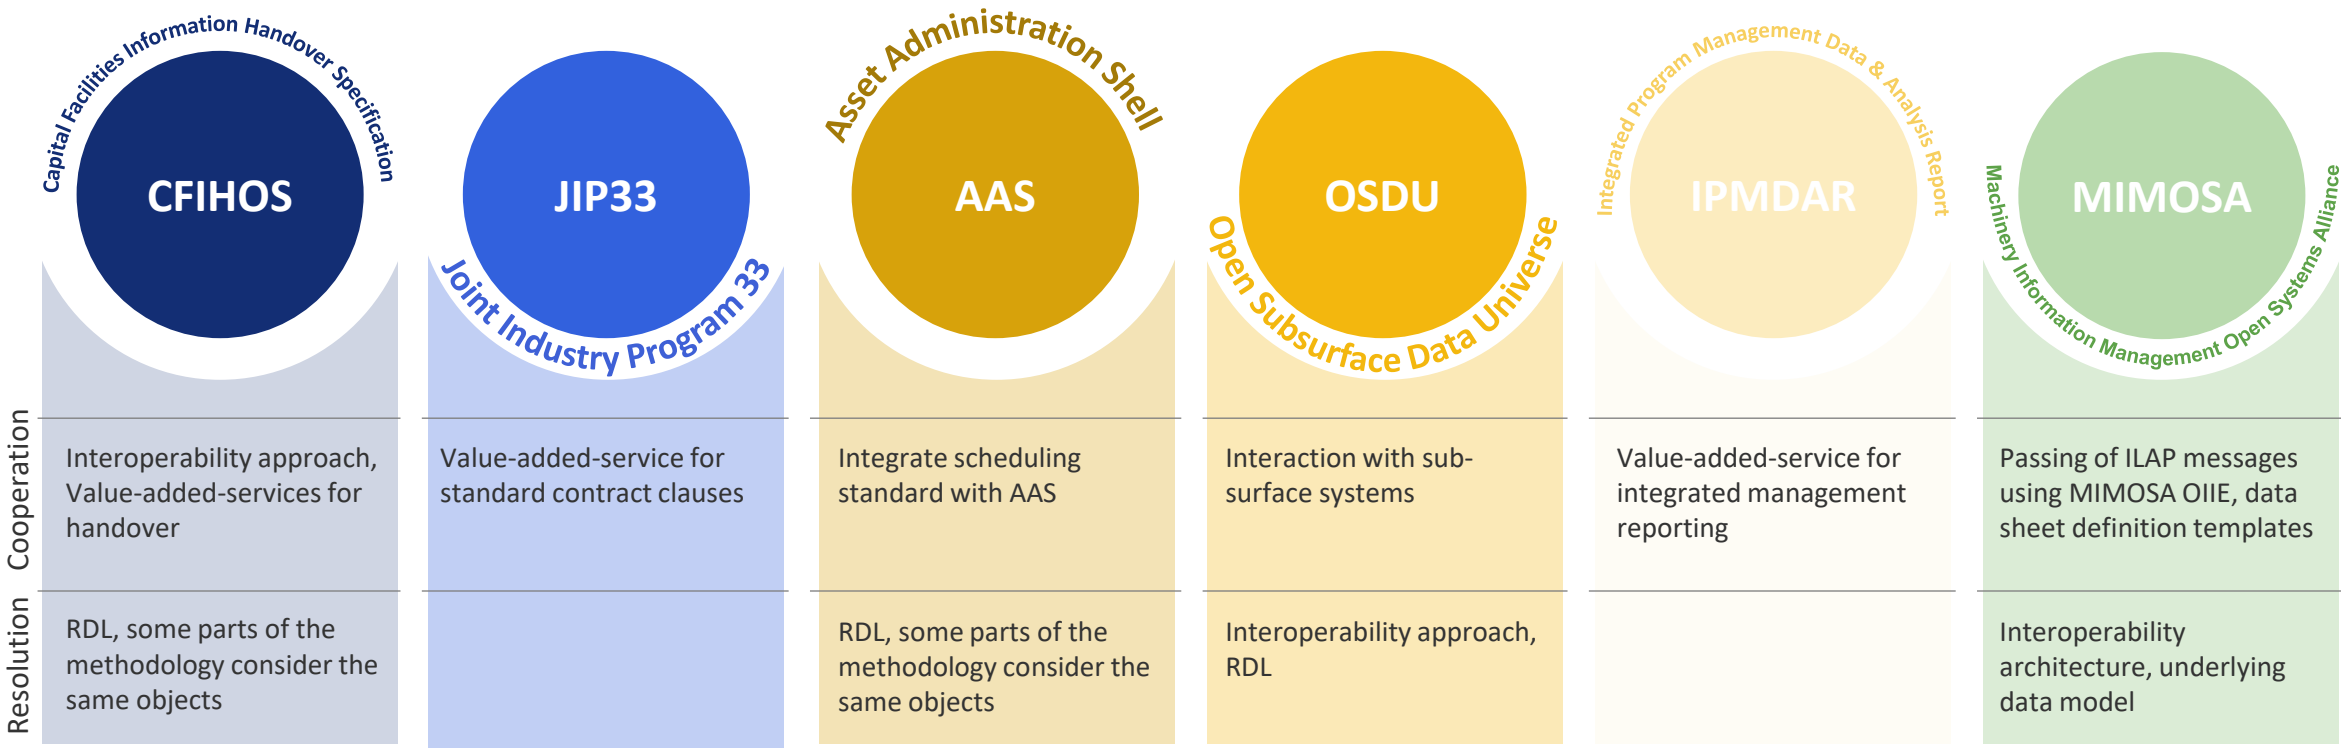 Capital Facilities Information Handover Specification
CFIHOS
JIP33
Joint Industry Program 33
Asset Administration Shell
AAS
OSDU
Open Subsurface Data Universe
Integrated Program Management Data & Analysis Report
IPMDAR
MIMOSA
Machinery Information Management Open Systems Alliance
Cooperation
Interoperability approach,
Value-added-services for
handover
Value-added-service for
standard contract clauses
Integrate scheduling
standard with AAS
Interaction with sub-
surface systems
Value-added-service for
integrated management
reporting
Passing of ILAP messages
using MIMOSA OIIE, data
sheet definition templates
Resolution
RDL, some parts of the
methodology consider the
same objects
RDL, some parts of the
methodology consider the
same objects
Interoperability approach,
RDL
Interoperability
architecture, underlying
data model